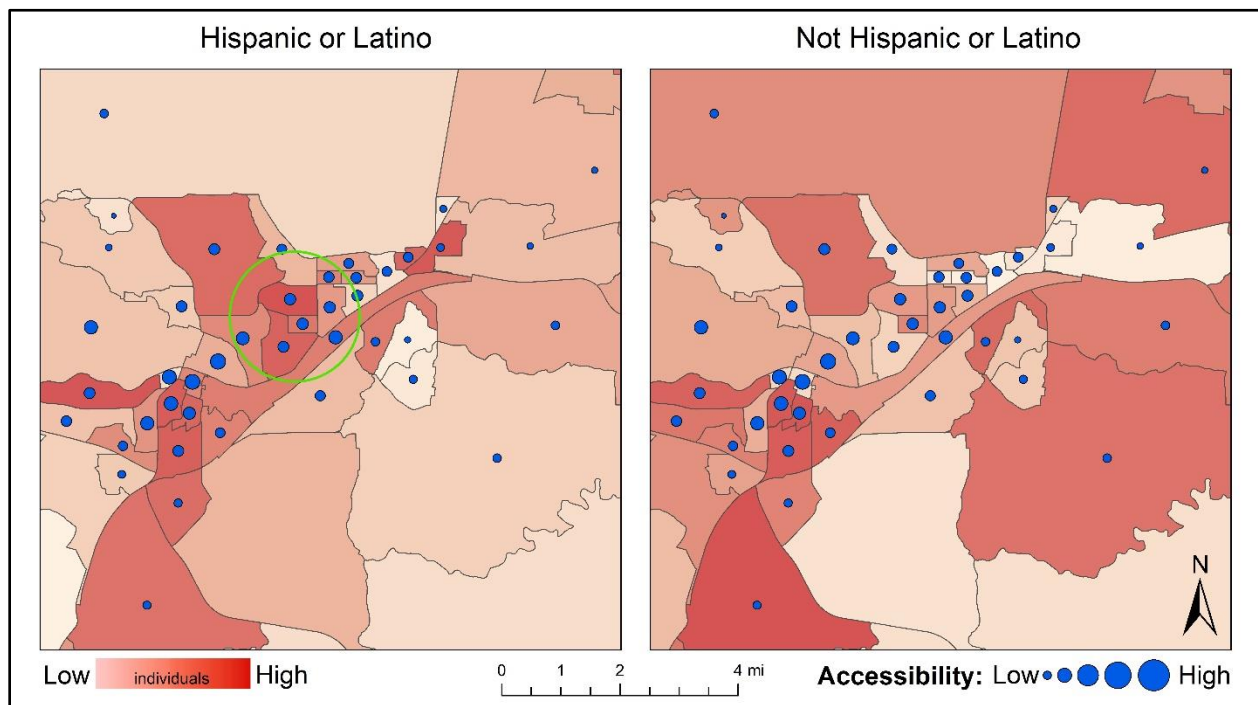 Hispanic or Latino
Not Hispanic or Latino
N
Low individuals High
0 1 2 4 mi
Accessibility: Low High